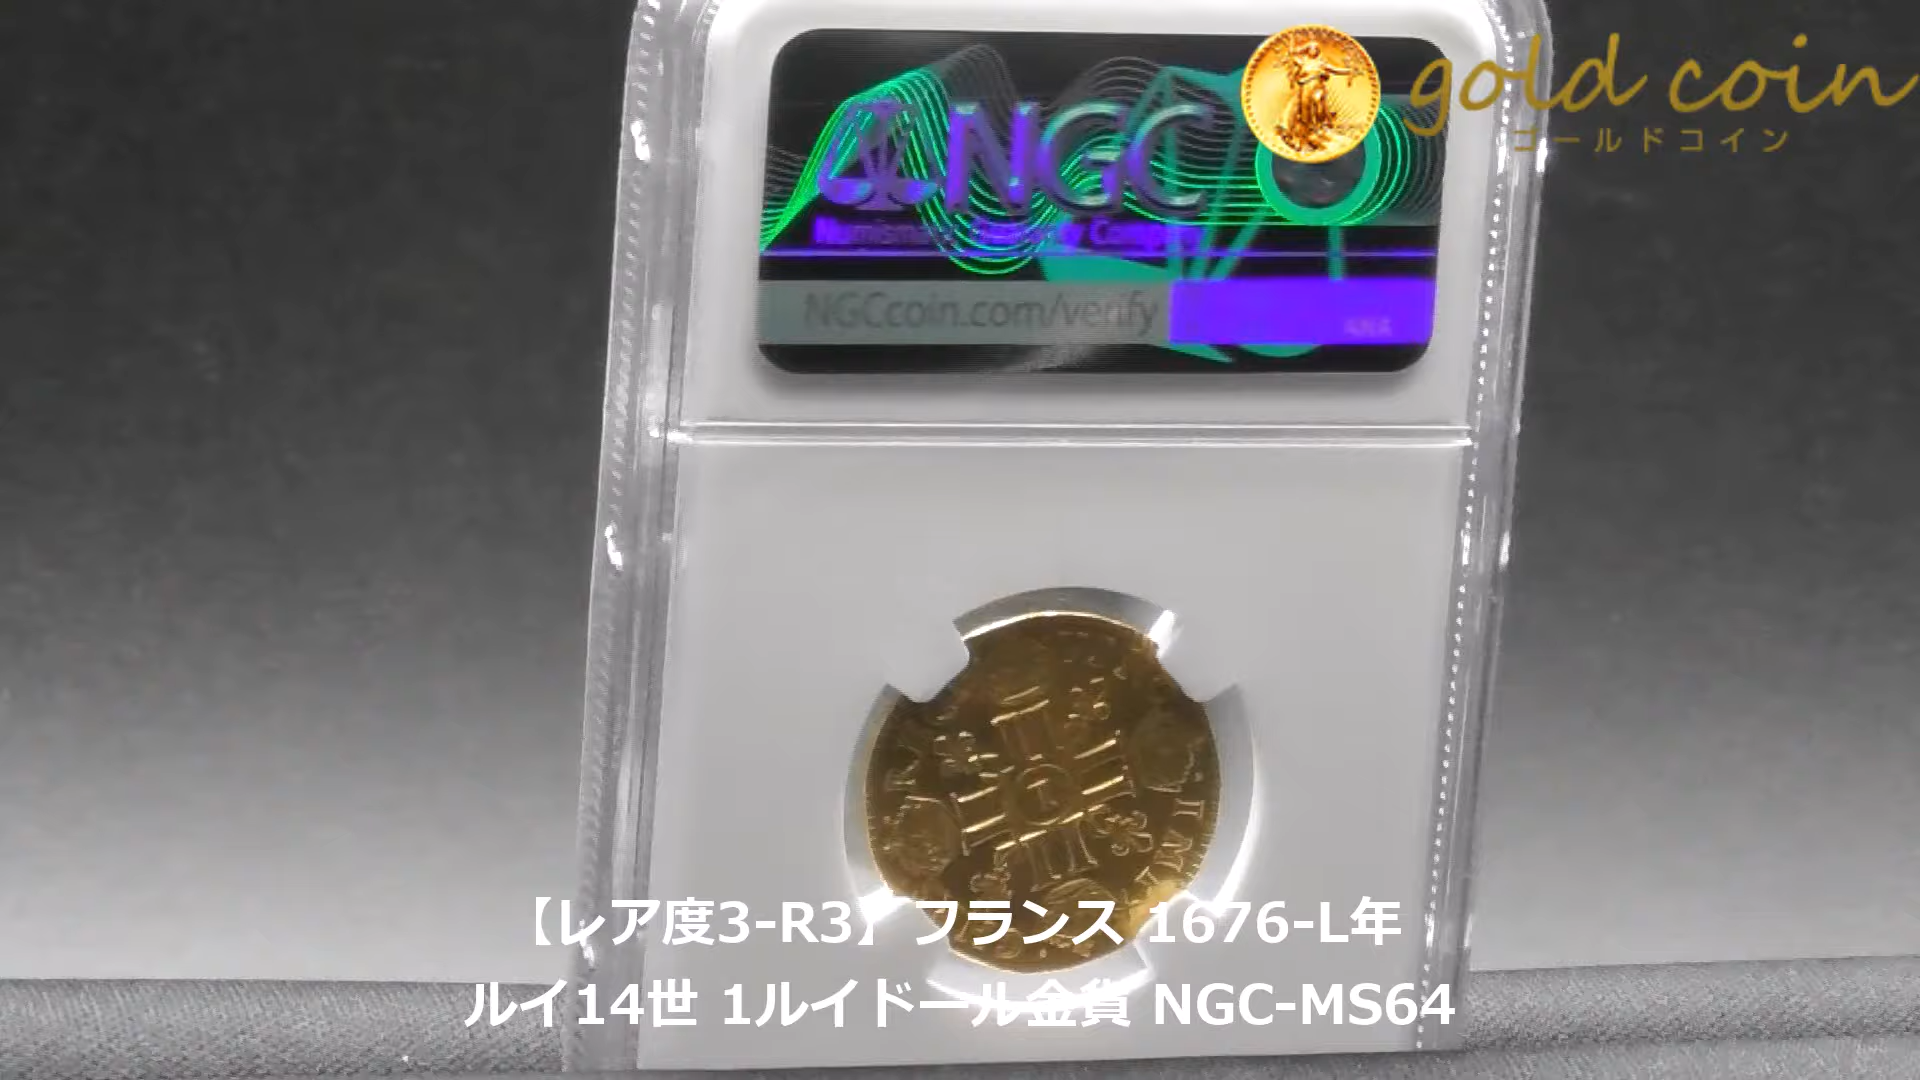 gold coin
ゴールドコイン
NGC
NGCcoin.com/verify
L
【レア度3-R3】フランス 1676-L年
ルイ14世 1ルイドール金貨 NGC-MS64